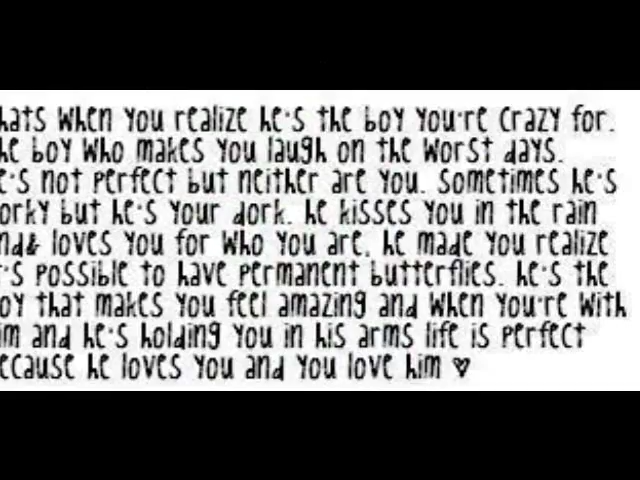 hats when you realize he's the boy you're crazy for.
he boy who makes you laugh on the worst days.
e's not perfect but neither are you. sometimes he's
orky but he's your dork. he kisses you in the rain
nd& loves you for who you are. he made you realize
t's possible to have permanent butterflies. he's the
oy that makes you feel amazing and when you're with
im and he's holding you in his arms life is perfect
ecause he loves you and you love him ♥